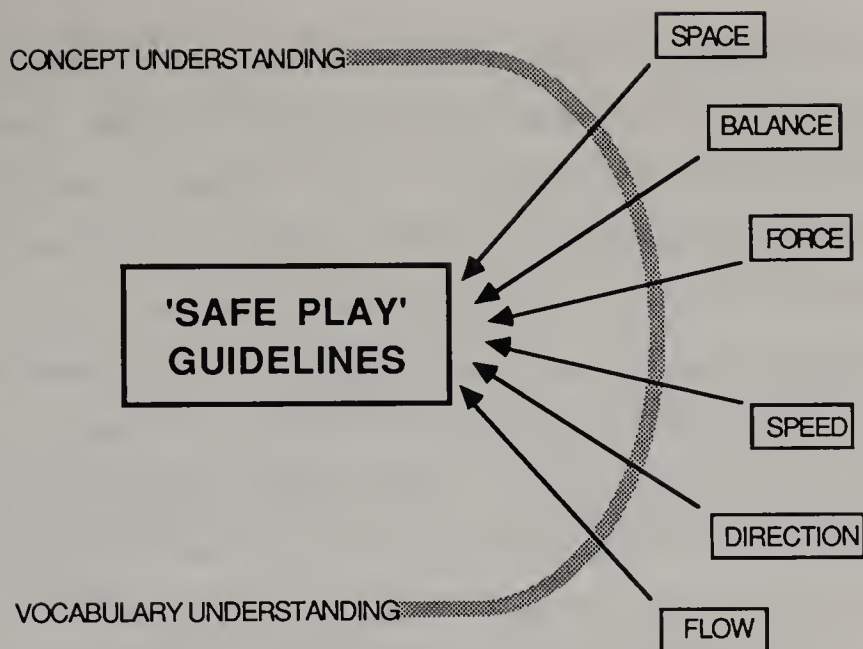 SPACE
CONCEPT UNDERSTANDING
BALANCE
FORCE
'SAFE PLAY'
GUIDELINES
SPEED
DIRECTION
VOCABULARY UNDERSTANDING
FLOW